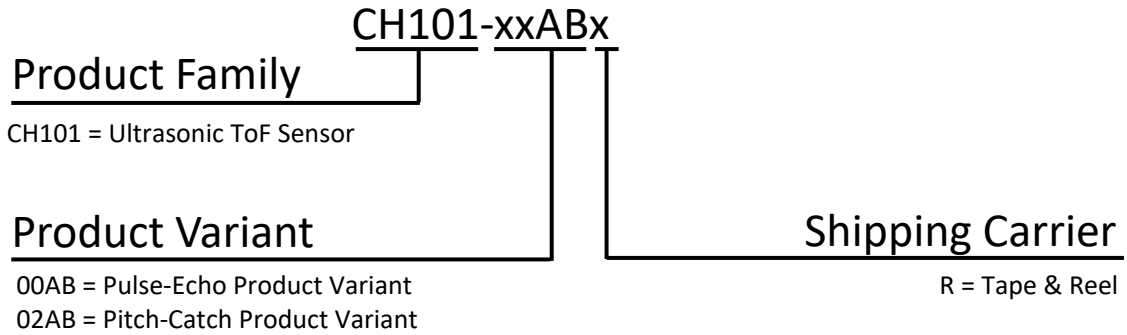 CH101-xxABx
Product Family
CH101 = Ultrasonic ToF Sensor
Product Variant
00AB = Pulse-Echo Product Variant
02AB = Pitch-Catch Product Variant
Shipping Carrier
R = Tape & Reel